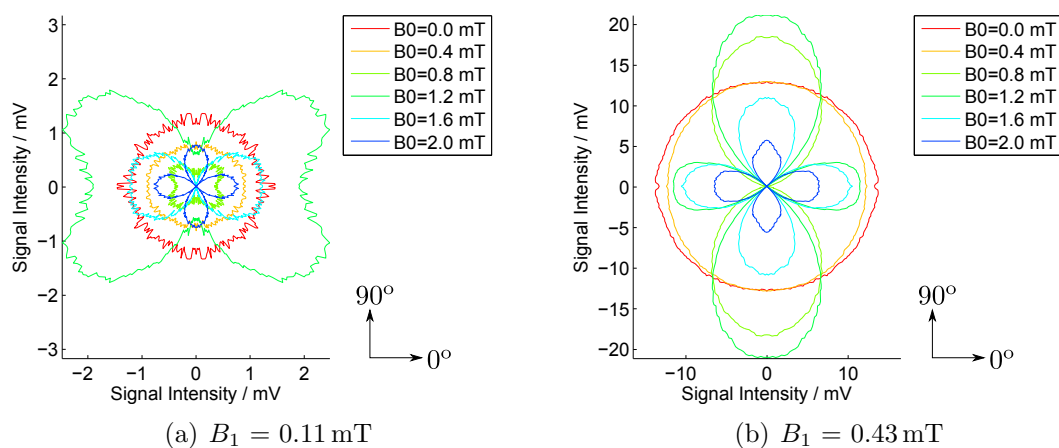 3
2
1
0
−1
−2
−3
−2 −1 0 1 2
Signal Intensity / mV
Signal Intensity / mV
B0=0.0 mT
B0=0.4 mT
B0=0.8 mT
B0=1.2 mT
B0=1.6 mT
B0=2.0 mT
90°
0°
(a) B₁ = 0.11 mT
20
15
10
5
0
−5
−10
−15
−20
−10 0 10
Signal Intensity / mV
Signal Intensity / mV
B0=0.0 mT
B0=0.4 mT
B0=0.8 mT
B0=1.2 mT
B0=1.6 mT
B0=2.0 mT
90°
0°
(b) B₁ = 0.43 mT